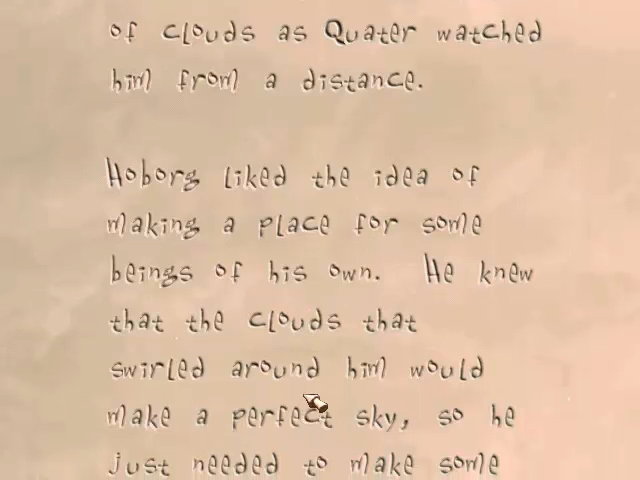 of clouds as Quater watched
him from a distance.
Hoborg liked the idea of
making a place for some
beings of his own. He knew
that the clouds that
swirled around him would
make a perfect sky, so he
just needed to make some